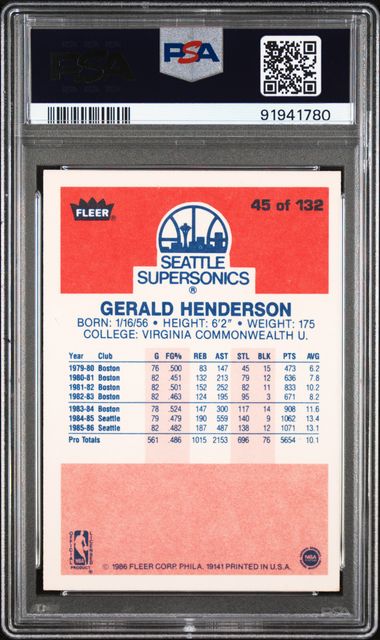 PSA
PSA
91941780
FLEER®
45 of 132
SEATTLE
SUPERSONICS
®
GERALD HENDERSON
BORN: 1/16/56 • HEIGHT: 6'2" • WEIGHT: 175
COLLEGE: VIRGINIA COMMONWEALTH U.
Year Club G FG% REB AST STL BLK PTS AVG
1979-80 Boston 76 .500 83 147 45 15 473 6.2
1980-81 Boston 82 .451 132 213 79 12 636 7.8
1981-82 Boston 82 .501 152 252 82 11 833 10.2
1982-83 Boston 82 .463 124 195 95 3 671 8.2
1983-84 Boston 78 .524 147 300 117 14 908 11.6
1984-85 Seattle 79 .479 190 559 140 9 1062 13.4
1985-86 Seattle 82 .482 187 487 138 12 1071 13.1
Pro Totals 561 .486 1015 2153 696 76 5654 10.1
OFFICIAL LICENSED
NBA
PRODUCT
© 1986 FLEER CORP. PHILA. 19141 PRINTED IN U.S.A.
NBA